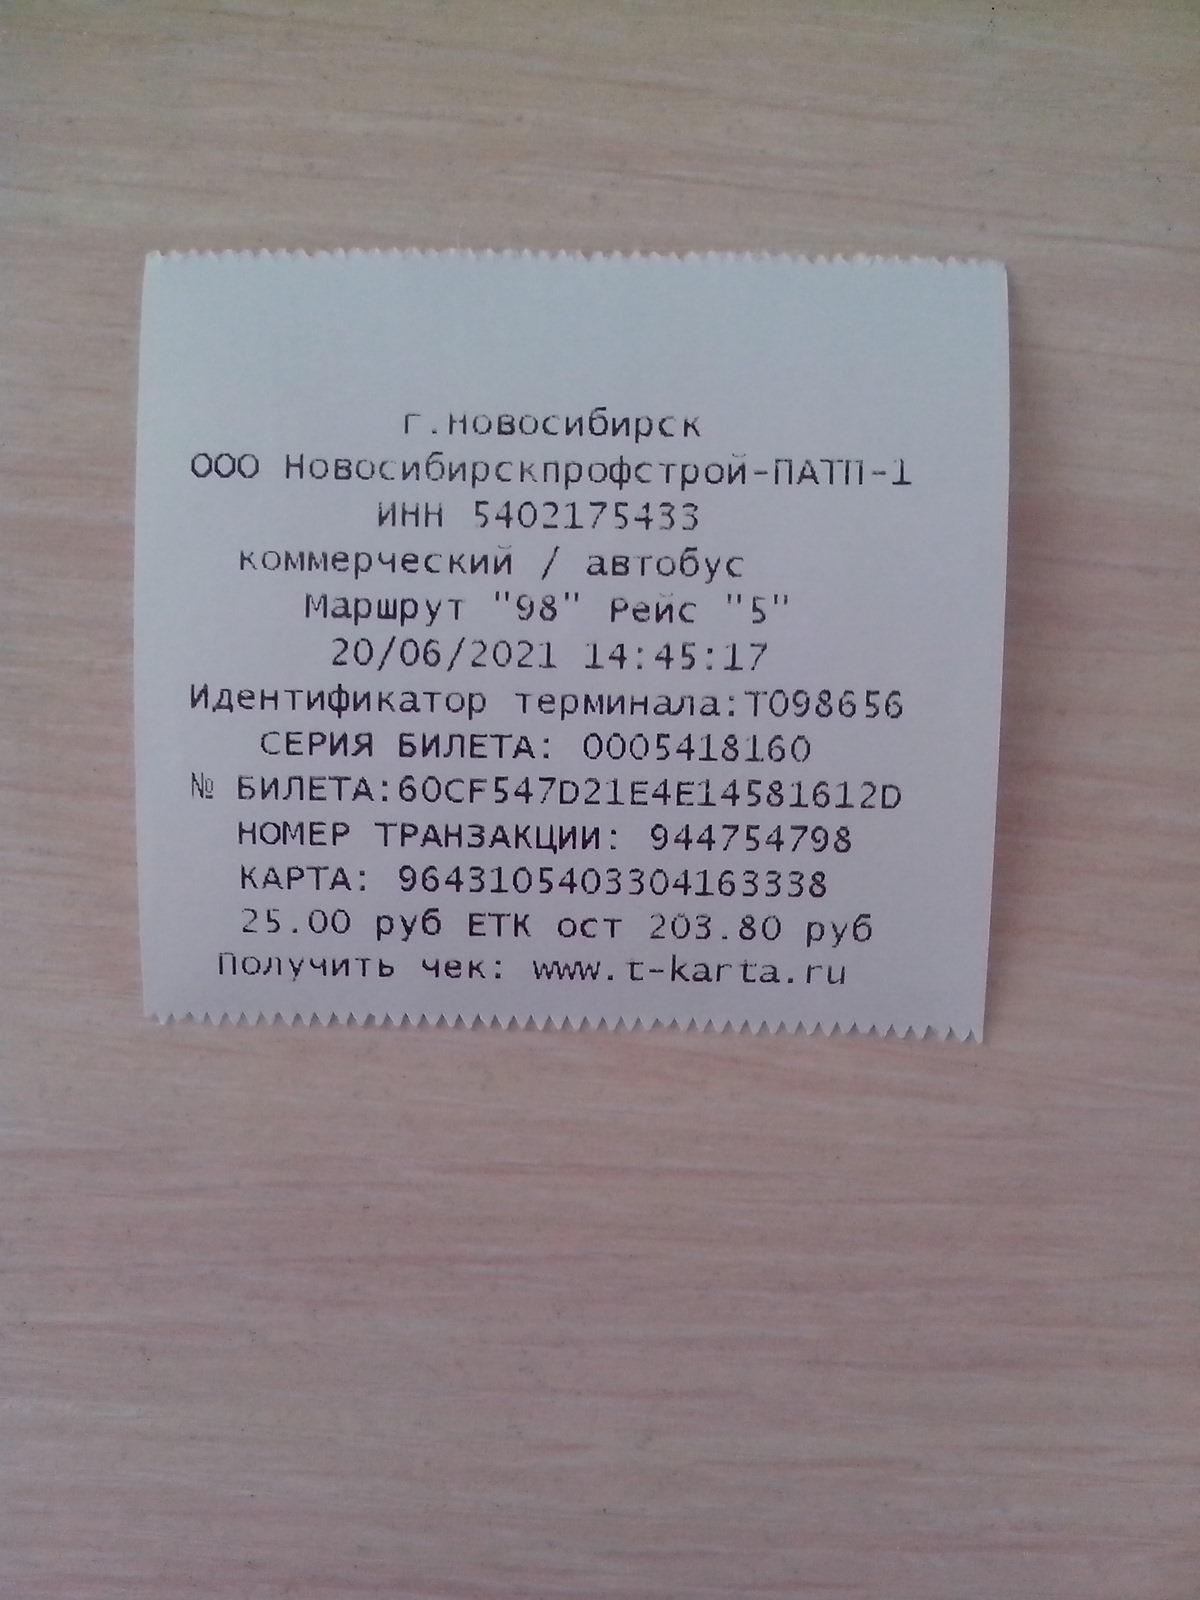 г.Новосибирск
ООО Новосибирскпрофстрой-ПАТП-1
ИНН 5402175433
коммерческий / автобус
Маршрут "98" Рейс "5"
20/06/2021 14:45:17
Идентификатор терминала:T098656
СЕРИЯ БИЛЕТА: 0005418160
№ БИЛЕТА:60CF547D21E4E14581612D
НОМЕР ТРАНЗАКЦИИ: 944754798
КАРТА: 9643105403304163338
25.00 руб ЕТК ост 203.80 руб
Получить чек: www.t-karta.ru